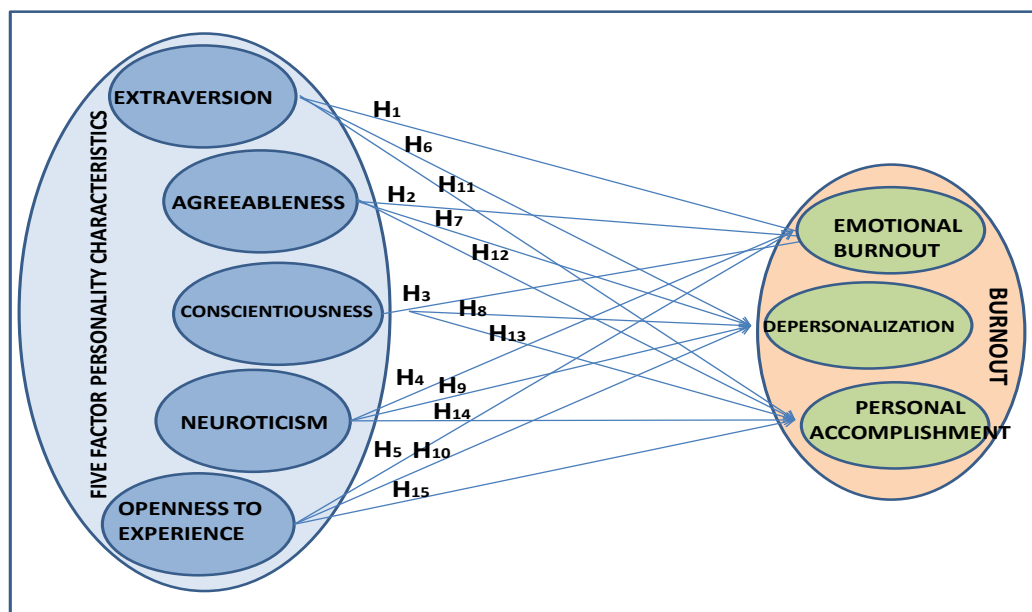 FIVE FACTOR PERSONALITY CHARACTERISTICS
EXTRAVERSION
AGREEABLENESS
CONSCIENTIOUSNESS
NEUROTICISM
OPENNESS TO
EXPERIENCE
H1
H6
H11
H2
H7
H12
H3
H8
H13
H4
H9
H14
H5
H10
H15
EMOTIONAL
BURNOUT
DEPERSONALIZATION
PERSONAL
ACCOMPLISHMENT
BURNOUT